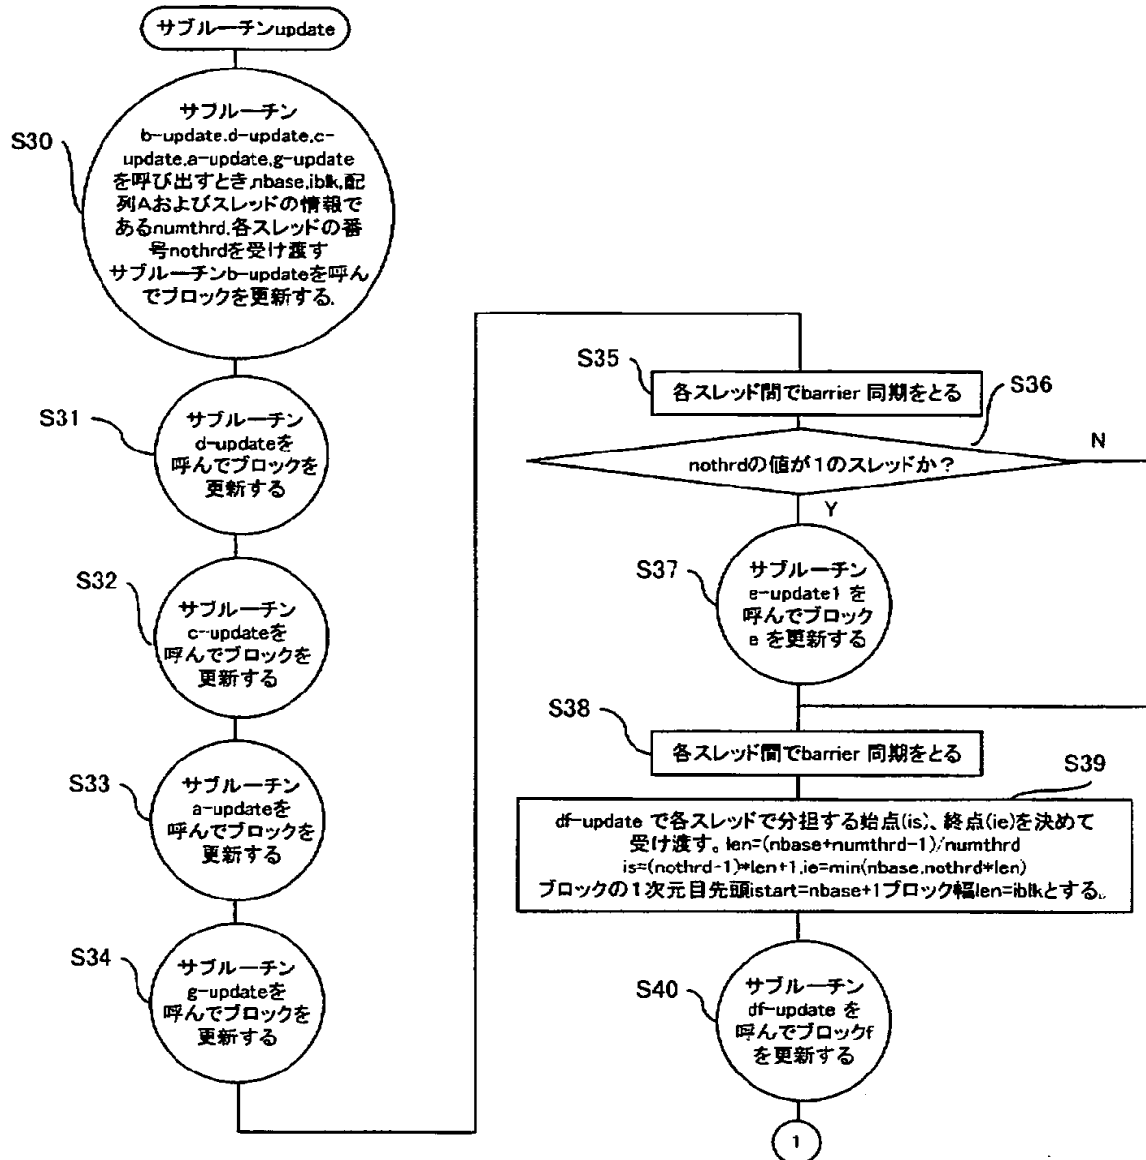 サブルーチンupdate
S30
サブルーチン
b-update,d-update,c-
update,a-update,g-update
を呼び出すとき,nbase,iblk,配
列Aおよびスレッドの情報で
あるnumthrd,各スレッドの番
号nothrdを受け渡す
サブルーチンb-updateを呼ん
でブロックを更新する.
S31
サブルーチン
d-updateを
呼んでブロックを
更新する
S32
サブルーチン
c-updateを
呼んでブロックを
更新する
S33
サブルーチン
a-updateを
呼んでブロックを
更新する
S34
サブルーチン
g-updateを
呼んでブロックを
更新する
S35
各スレッド間でbarrier 同期をとる
S36
nothrdの値が1のスレッドか？
N
Y
S37
サブルーチン
e-update1 を
呼んでブロック
e を更新する
S38
各スレッド間でbarrier 同期をとる
S39
df-update で各スレッドで分担する始点(is)、終点(ie)を決めて
受け渡す。len=(nbase+numthrd-1)/numthrd
is=(nothrd-1)*len+1,ie=min(nbase,nothrd*len)
ブロックの1次元目先頭istart=nbase+1ブロック幅len=iblkとする。
S40
サブルーチン
df-update を
呼んでブロックf
を更新する
1